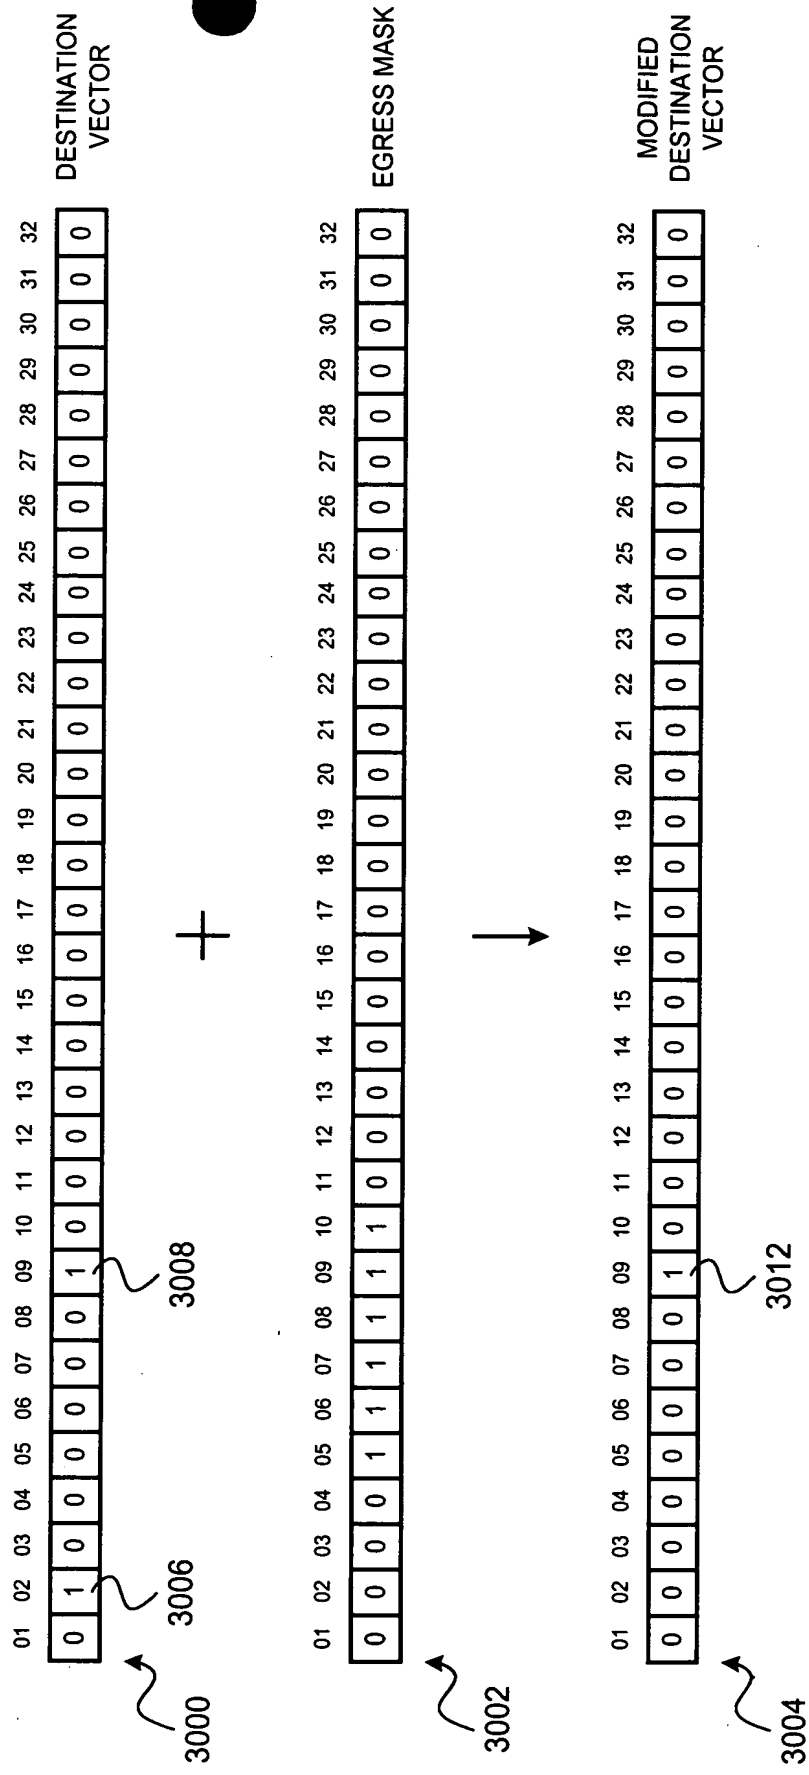 01 02 03 04 05 06 07 08 09 10 11 12 13 14 15 16 17 18 19 20 21 22 23 24 25 26 27 28 29 30 31 32
0 1 0 0 0 0 0 0 1 0 0 0 0 0 0 0 0 0 0 0 0 0 0 0 0 0 0 0 0 0 0 0
DESTINATION
VECTOR
3000
3006
3008
+
01 02 03 04 05 06 07 08 09 10 11 12 13 14 15 16 17 18 19 20 21 22 23 24 25 26 27 28 29 30 31 32
0 0 0 0 1 1 1 1 1 1 0 0 0 0 0 0 0 0 0 0 0 0 0 0 0 0 0 0 0 0 0 0
EGRESS MASK
3002
01 02 03 04 05 06 07 08 09 10 11 12 13 14 15 16 17 18 19 20 21 22 23 24 25 26 27 28 29 30 31 32
0 0 0 0 0 0 0 0 1 0 0 0 0 0 0 0 0 0 0 0 0 0 0 0 0 0 0 0 0 0 0 0
MODIFIED
DESTINATION
VECTOR
3004
3012